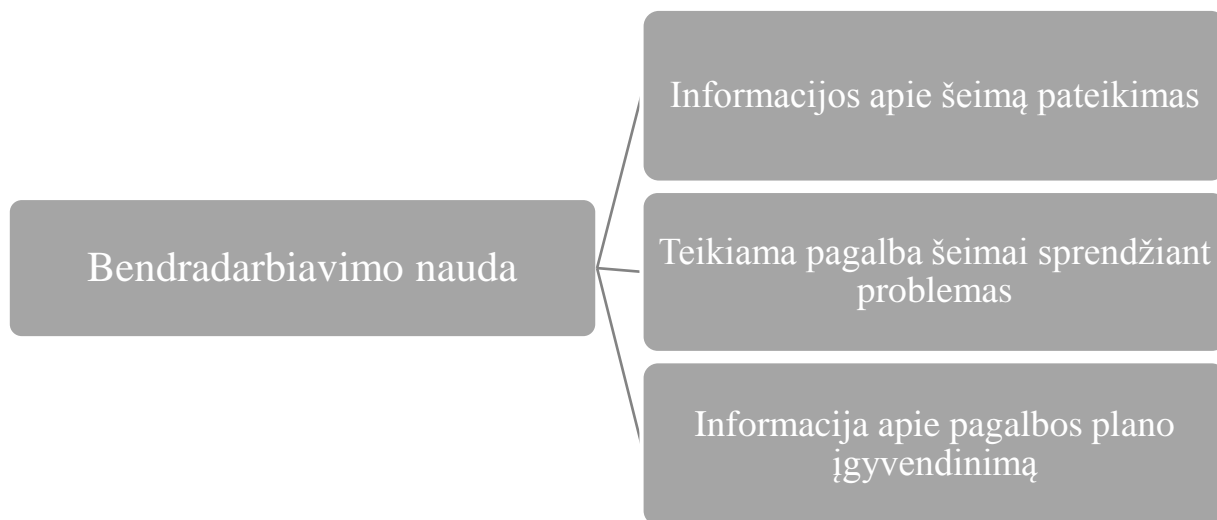 Informacijos apie šeimą pateikimas
Bendradarbiavimo nauda
Teikiama pagalba šeimai sprendžiant
problemas
Informacija apie pagalbos plano
įgyvendinimą